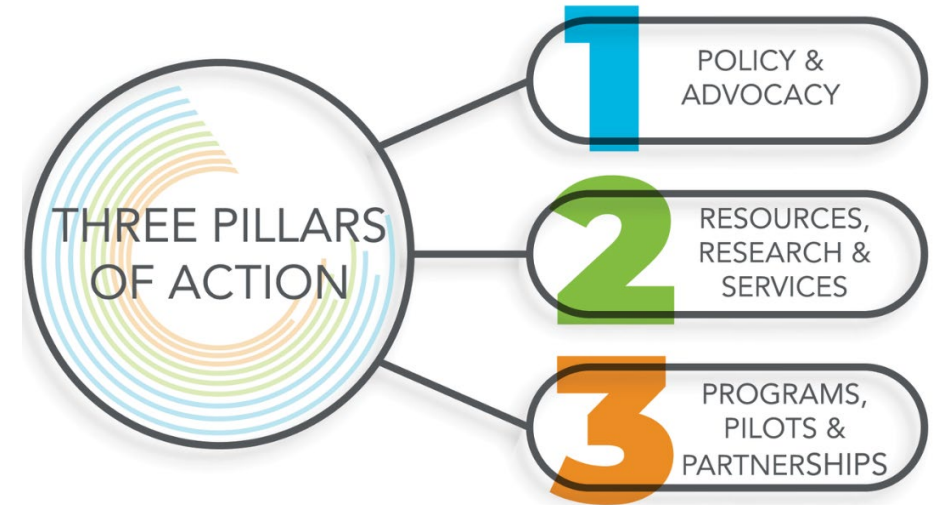 THREE PILLARS
OF ACTION
1
POLICY &
ADVOCACY
2
RESOURCES,
RESEARCH &
SERVICES
3
PROGRAMS,
PILOTS &
PARTNERSHIPS